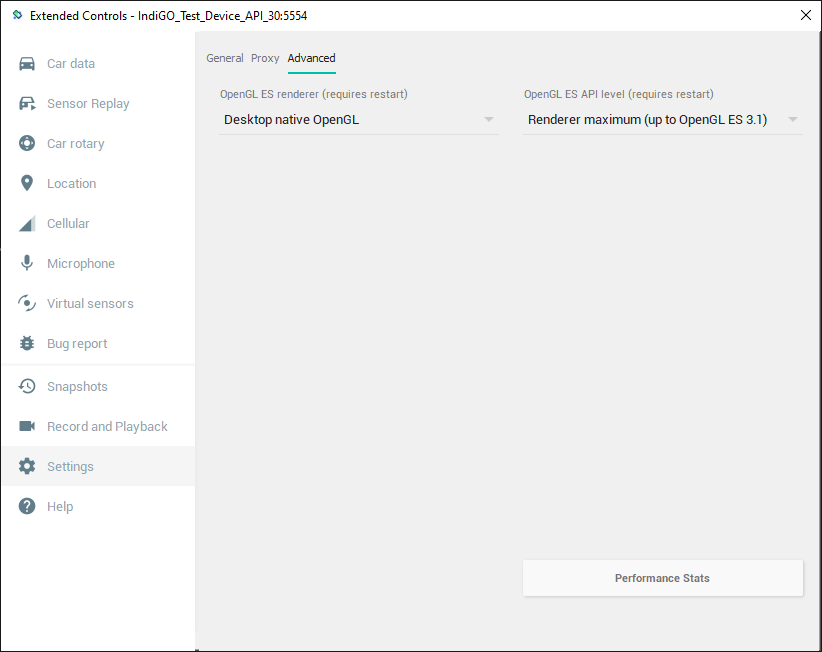 Extended Controls - IndiGO_Test_Device_API_30:5554
Car data
Sensor Replay
Car rotary
Location
Cellular
Microphone
Virtual sensors
Bug report
Snapshots
Record and Playback
Settings
Help
General Proxy Advanced
OpenGL ES renderer (requires restart)
Desktop native OpenGL
OpenGL ES API level (requires restart)
Renderer maximum (up to OpenGL ES 3.1)
Performance Stats